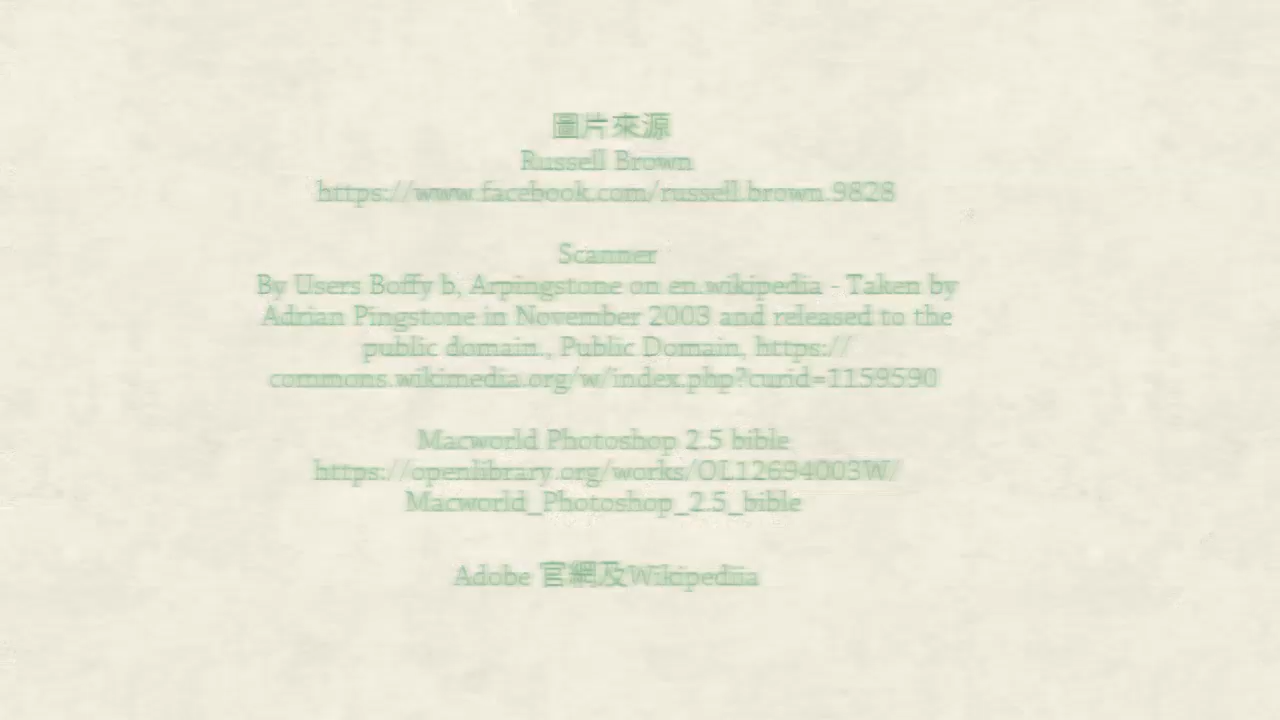 圖片來源
Russell Brown
https://www.facebook.com/russell.brown.9828
Scanner
By Users Boffy b, Arpingstone on en.wikipedia - Taken by
Adrian Pingstone in November 2003 and released to the
public domain., Public Domain, https://
commons.wikimedia.org/w/index.php?curid=1159590
Macworld Photoshop 2.5 bible
https://openlibrary.org/works/OL12694003W/
Macworld_Photoshop_2.5_bible
Adobe 官網及Wikipediia